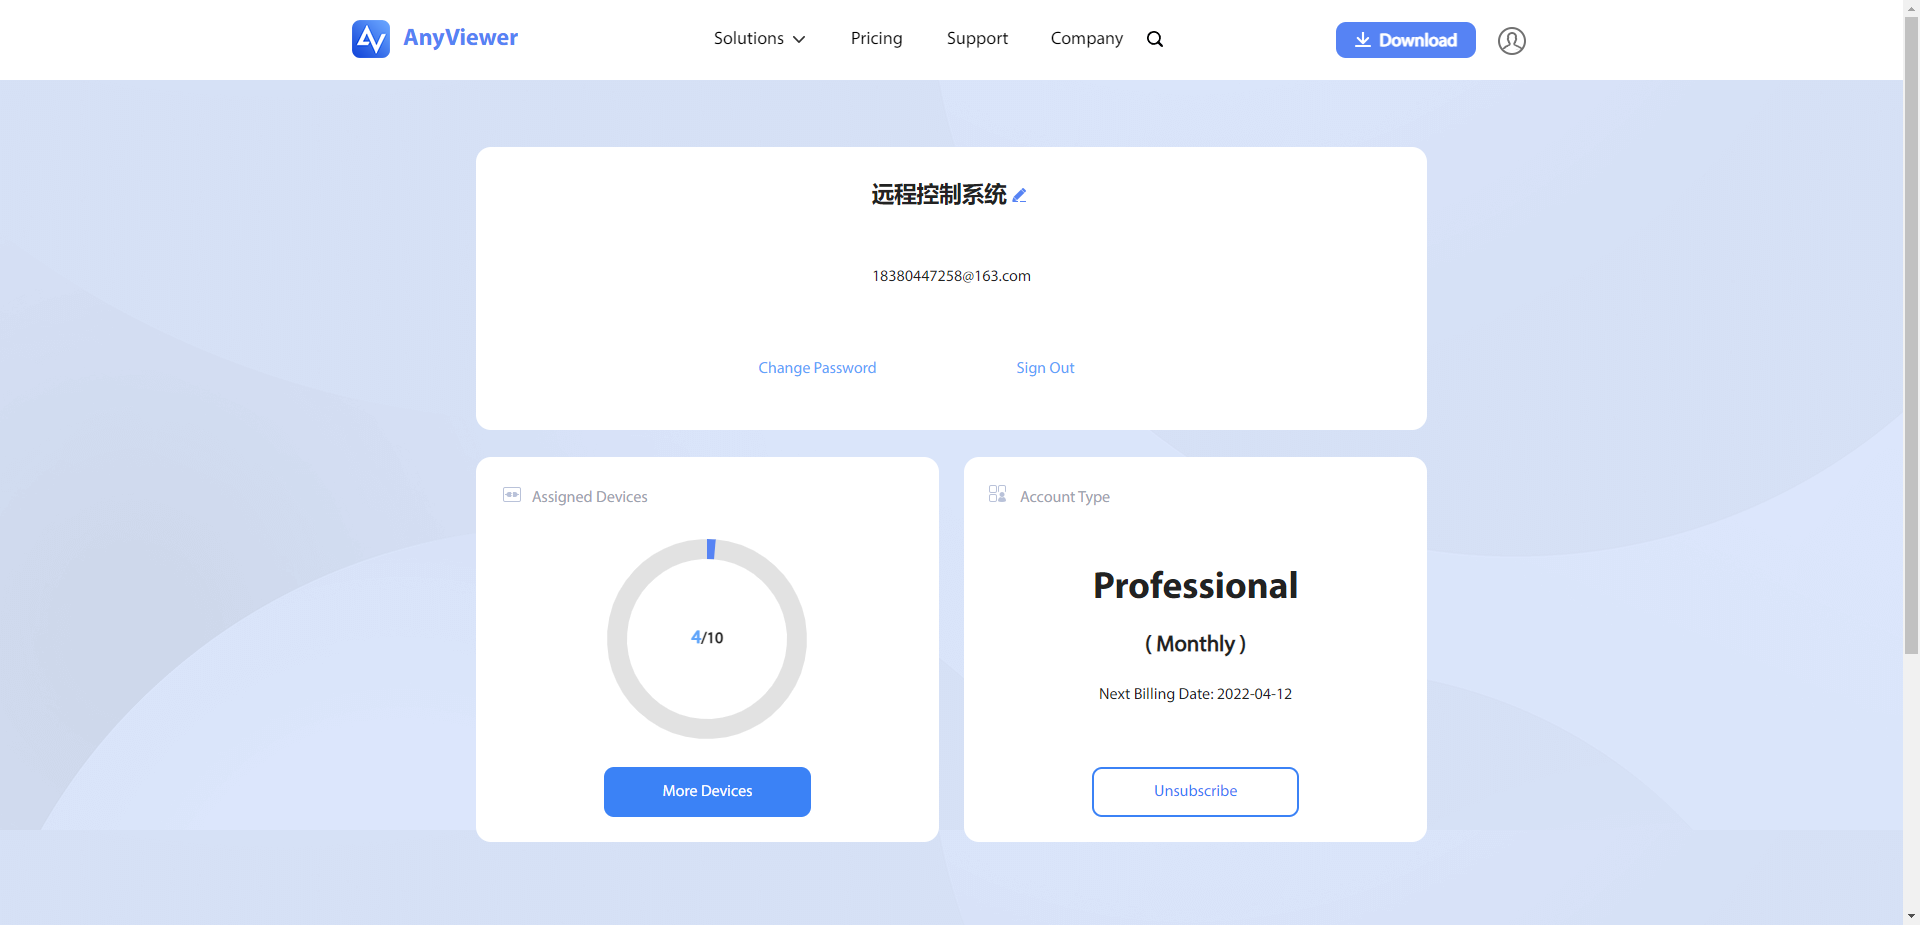 AnyViewer
Solutions
Pricing
Support
Company
Download
远程控制系统
18380447258@163.com
Change Password
Sign Out
Assigned Devices
4/10
More Devices
Account Type
Professional
( Monthly )
Next Billing Date: 2022-04-12
Unsubscribe